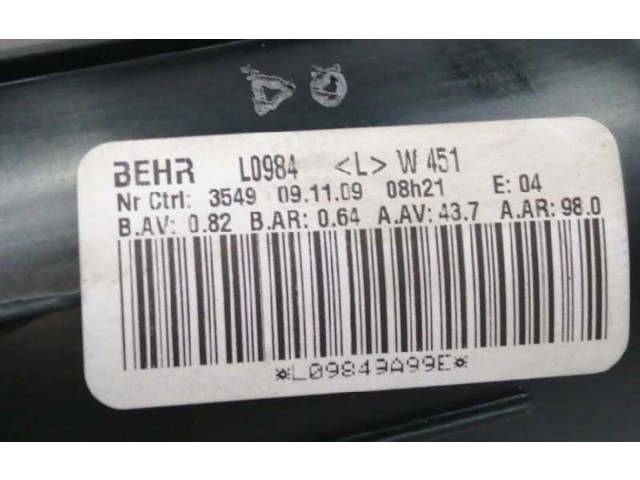 BEHR L0984 <L> W 451
Nr Ctrl: 3549 09.11.09 08h21 E: 04
B.AV: 0.82 B.AR: 0.64 A.AV: 43.7 A.AR: 98.0
*L09849A99E*